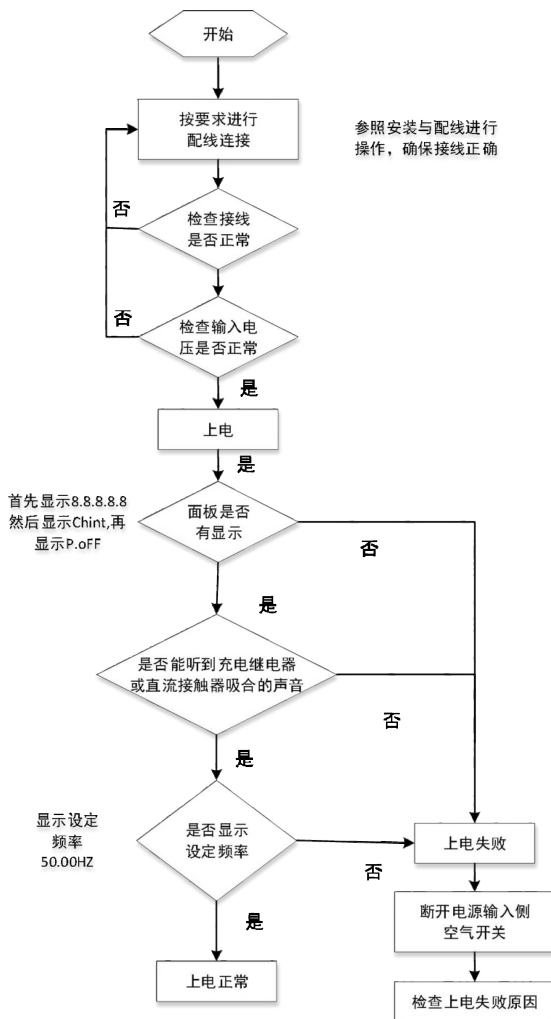 开始
按要求进行
配线连接
参照安装与配线进行
操作，确保接线正确
否
检查接线
是否正常
否
检查输入电
压是否正常
是
上电
是
首先显示8.8.8.8.8
然后显示Chint,再
显示P.oFF
面板是否
有显示
否
是
是否能听到充电继电器
或直流接触器吸合的声音
否
是
显示设定
频率
50.00HZ
是否显示
设定频率
否
上电失败
是
断开电源输入侧
空气开关
上电正常
检查上电失败原因